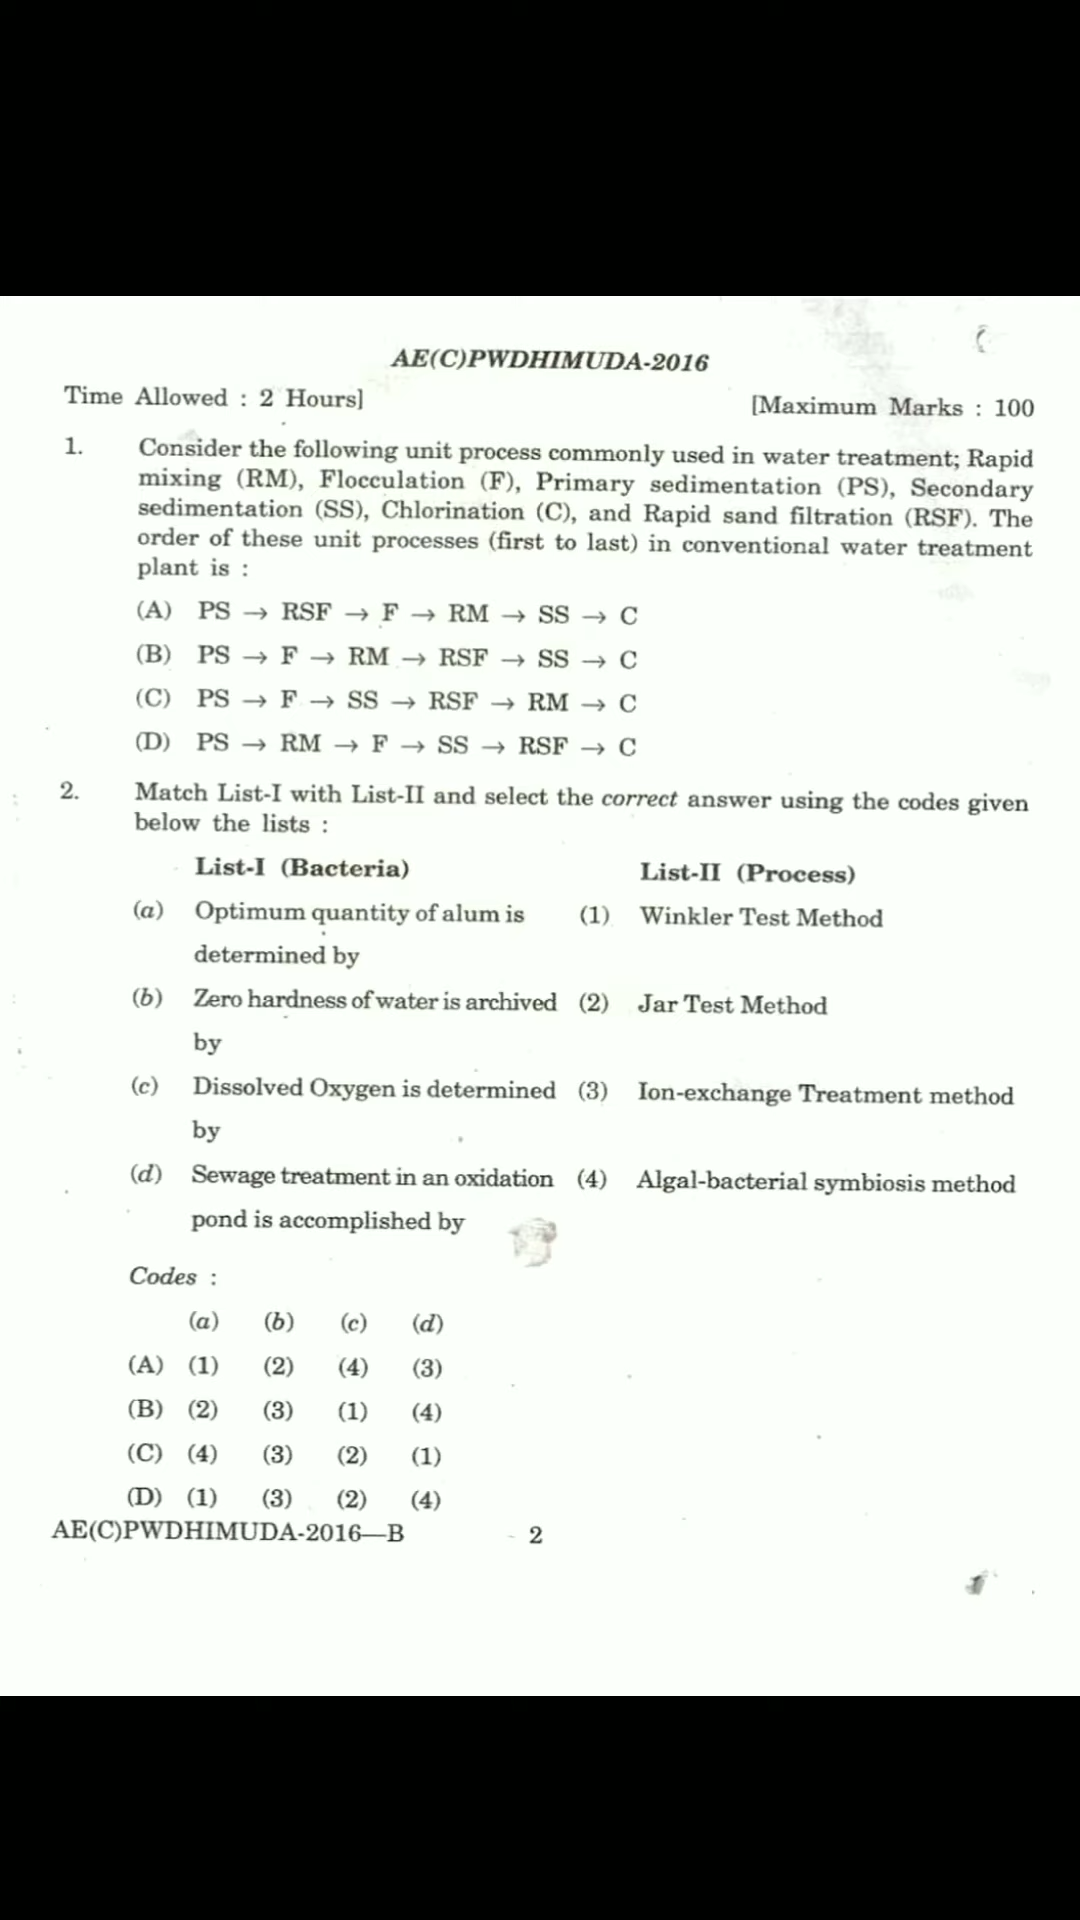 AE(C)PWDHIMUDA-2016
Time Allowed : 2 Hours]
[Maximum Marks : 100
1. Consider the following unit process commonly used in water treatment; Rapid
mixing (RM), Flocculation (F), Primary sedimentation (PS), Secondary
sedimentation (SS), Chlorination (C), and Rapid sand filtration (RSF). The
order of these unit processes (first to last) in conventional water treatment
plant is :
(A) PS → RSF → F → RM → SS → C
(B) PS → F → RM → RSF → SS → C
(C) PS → F → SS → RSF → RM → C
(D) PS → RM → F → SS → RSF → C
2. Match List-I with List-II and select the correct answer using the codes given
below the lists :
List-I (Bacteria) List-II (Process)
(a) Optimum quantity of alum is (1) Winkler Test Method
determined by
(b) Zero hardness of water is archived (2) Jar Test Method
by
(c) Dissolved Oxygen is determined (3) Ion-exchange Treatment method
by
(d) Sewage treatment in an oxidation (4) Algal-bacterial symbiosis method
pond is accomplished by
Codes :
(a) (b) (c) (d)
(A) (1) (2) (4) (3)
(B) (2) (3) (1) (4)
(C) (4) (3) (2) (1)
(D) (1) (3) (2) (4)
AE(C)PWDHIMUDA-2016—B 2